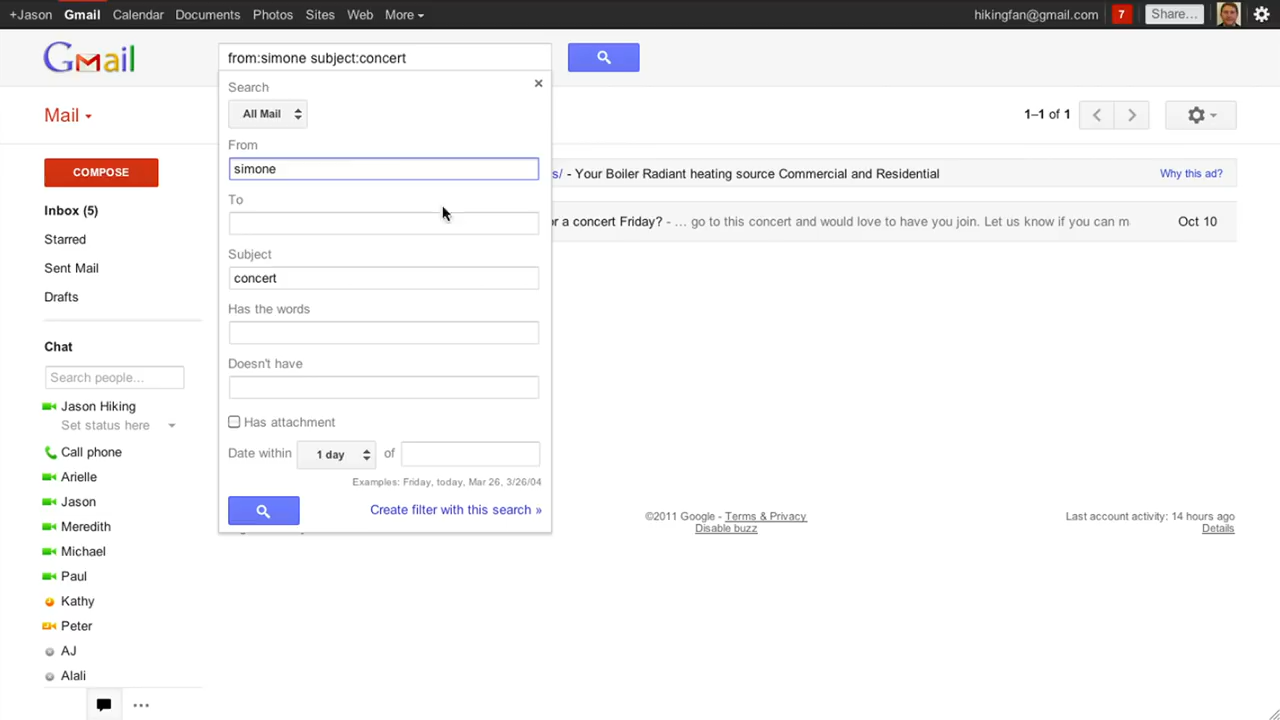 +Jason Gmail Calendar Documents Photos Sites Web More hikingfan@gmail.com 7 Share…
Gmail
from:simone subject:concert
Mail
1–1 of 1
COMPOSE
Inbox (5)
Starred
Sent Mail
Drafts
Chat
Search people...
Jason Hiking
Set status here
Call phone
Arielle
Jason
Meredith
Michael
Paul
Kathy
Peter
AJ
Alali
Search
×
All Mail
From
simone
To
Subject
concert
Has the words
Doesn't have
Has attachment
Date within 1 day of
Examples: Friday, today, Mar 26, 3/26/04
Create filter with this search »
s/ - Your Boiler Radiant heating source Commercial and Residential Why this ad?
or a concert Friday? - … go to this concert and would love to have you join. Let us know if you can m Oct 10
©2011 Google - Terms & Privacy
Disable buzz
Last account activity: 14 hours ago
Details